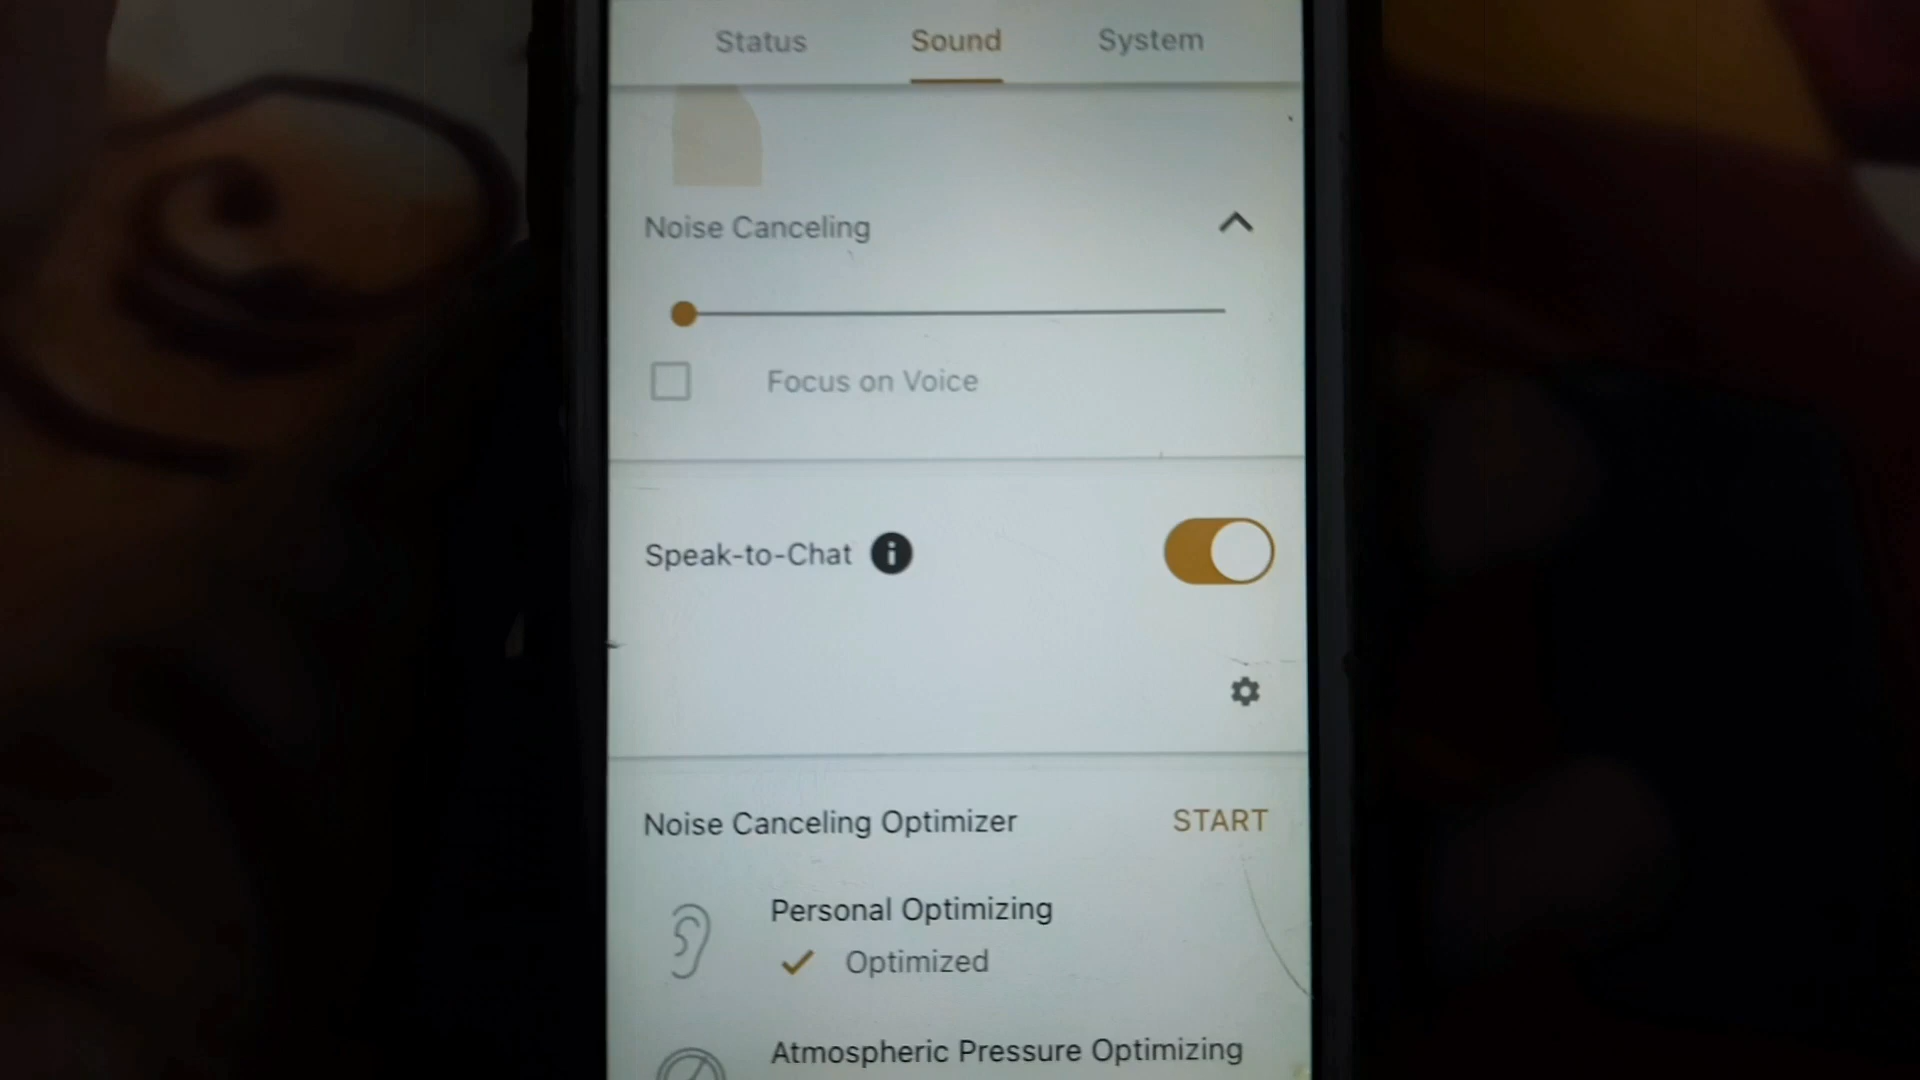 Status Sound System
Noise Canceling
Focus on Voice
Speak-to-Chat
START
Noise Canceling Optimizer
Personal Optimizing
Optimized
Atmospheric Pressure Optimizing